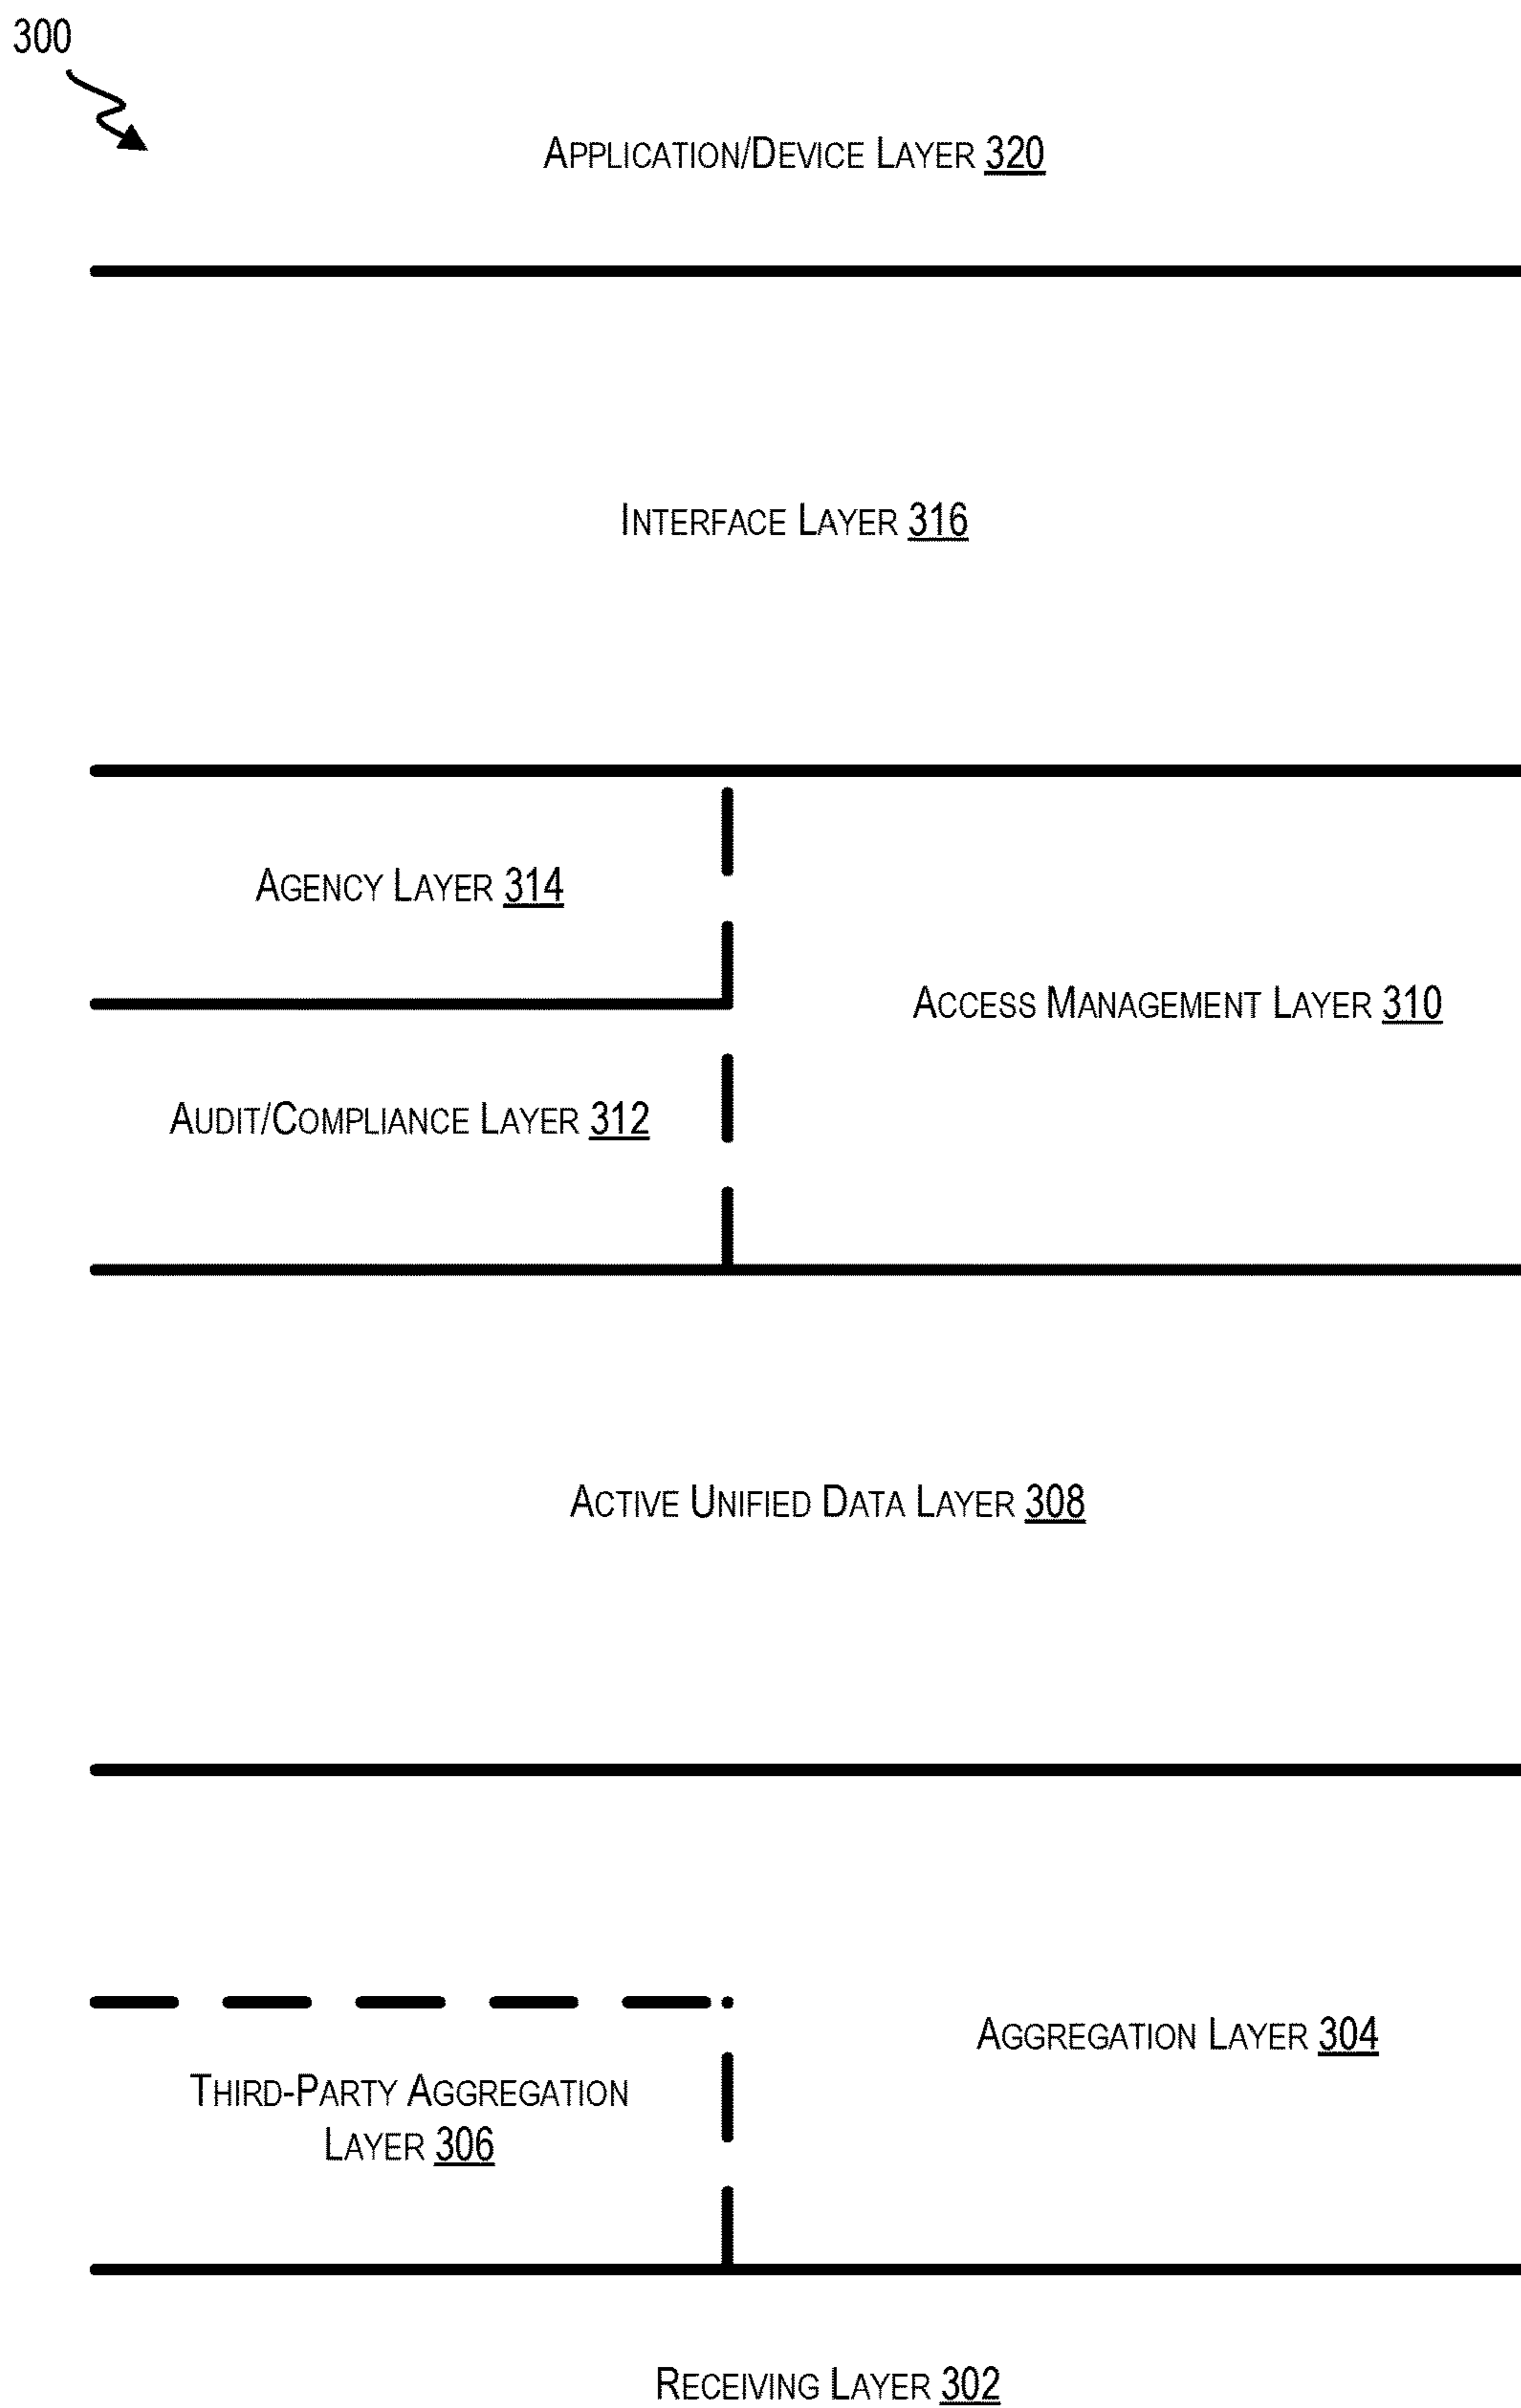 300
APPLICATION/DEVICE LAYER 320
INTERFACE LAYER 316
AGENCY LAYER 314
ACCESS MANAGEMENT LAYER 310
AUDIT/COMPLIANCE LAYER 312
ACTIVE UNIFIED DATA LAYER 308
AGGREGATION LAYER 304
THIRD-PARTY AGGREGATION
LAYER 306
RECEIVING LAYER 302